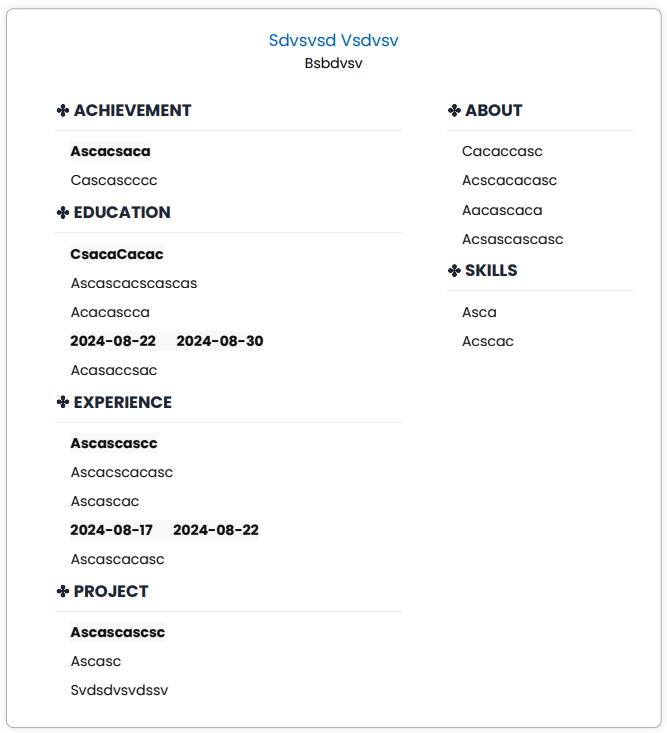 Sdvsvsd Vsdvsv
Bsbdvsv
ACHIEVEMENT
Ascacsaca
Cascascccc
EDUCATION
CsacaCacac
Ascascacscascas
Acacascca
2024-08-22 2024-08-30
Acasaccsac
EXPERIENCE
Ascascascc
Ascacscacasc
Ascascac
2024-08-17 2024-08-22
Ascascacasc
PROJECT
Ascascascsc
Ascasc
Svdsdvsvdssv
ABOUT
Cacaccasc
Acscacacasc
Aacascaca
Acsascascasc
SKILLS
Asca
Acscac